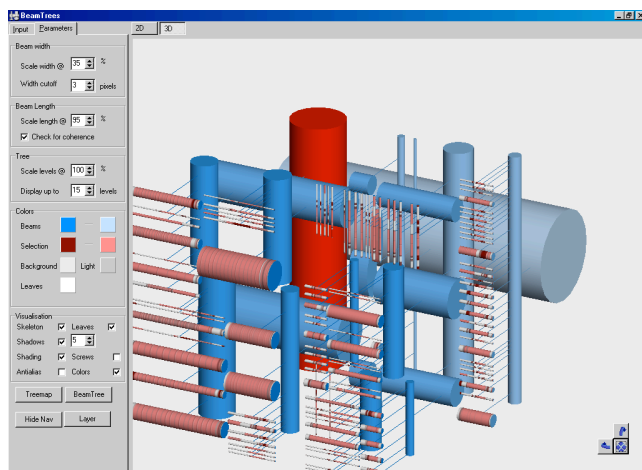 BeamTrees
Input Parameters 2D 3D
Beam width
Scale width @ 35 %
Width cutoff 3 pixels
Beam Length
Scale length @ 95 %
Check for coherence
Tree
Scale levels @ 100 %
Display up to 15 levels
Colors
Beams
Selection
Background Light
Leaves
Visualisation
Skeleton Leaves
Shadows 5
Shading Screws
Antialias Colors
Treemap BeamTree
Hide Nav Layer